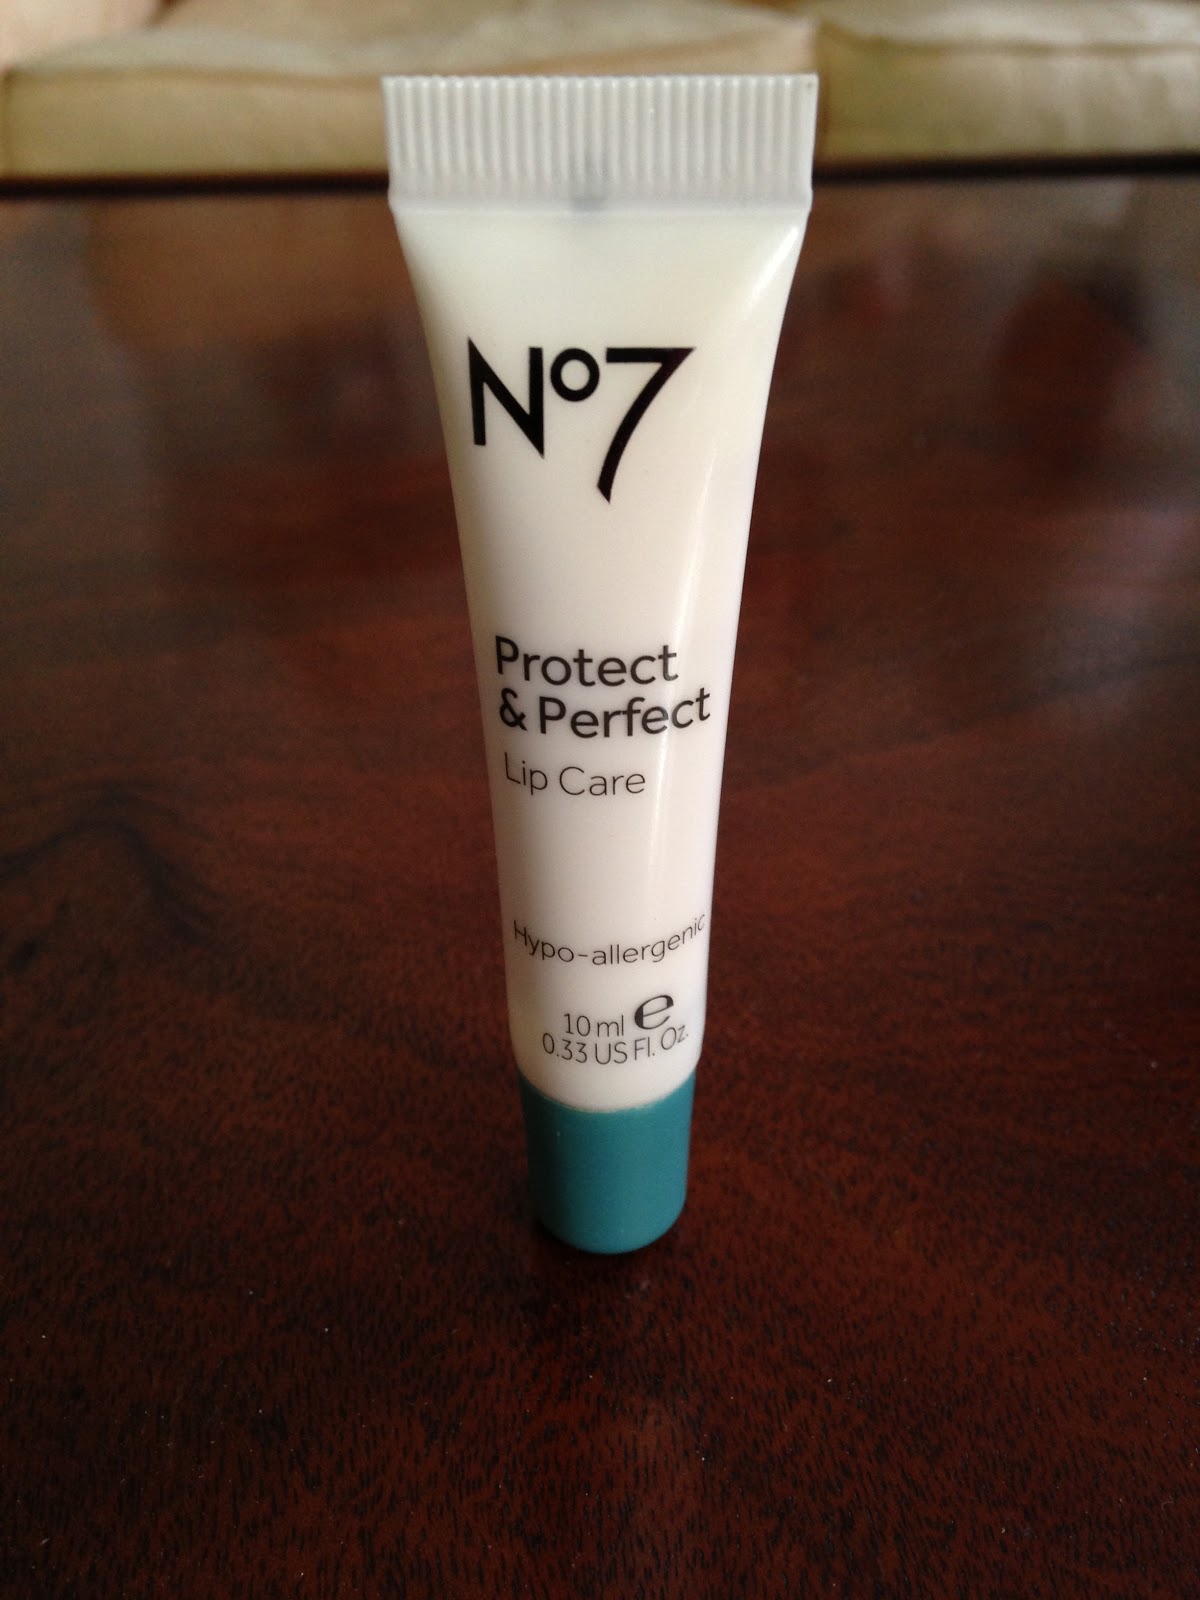 Nº7
Protect
& Perfect
Lip Care
Hypo-allergenic
10 ml ℮
0.33 US Fl. Oz.